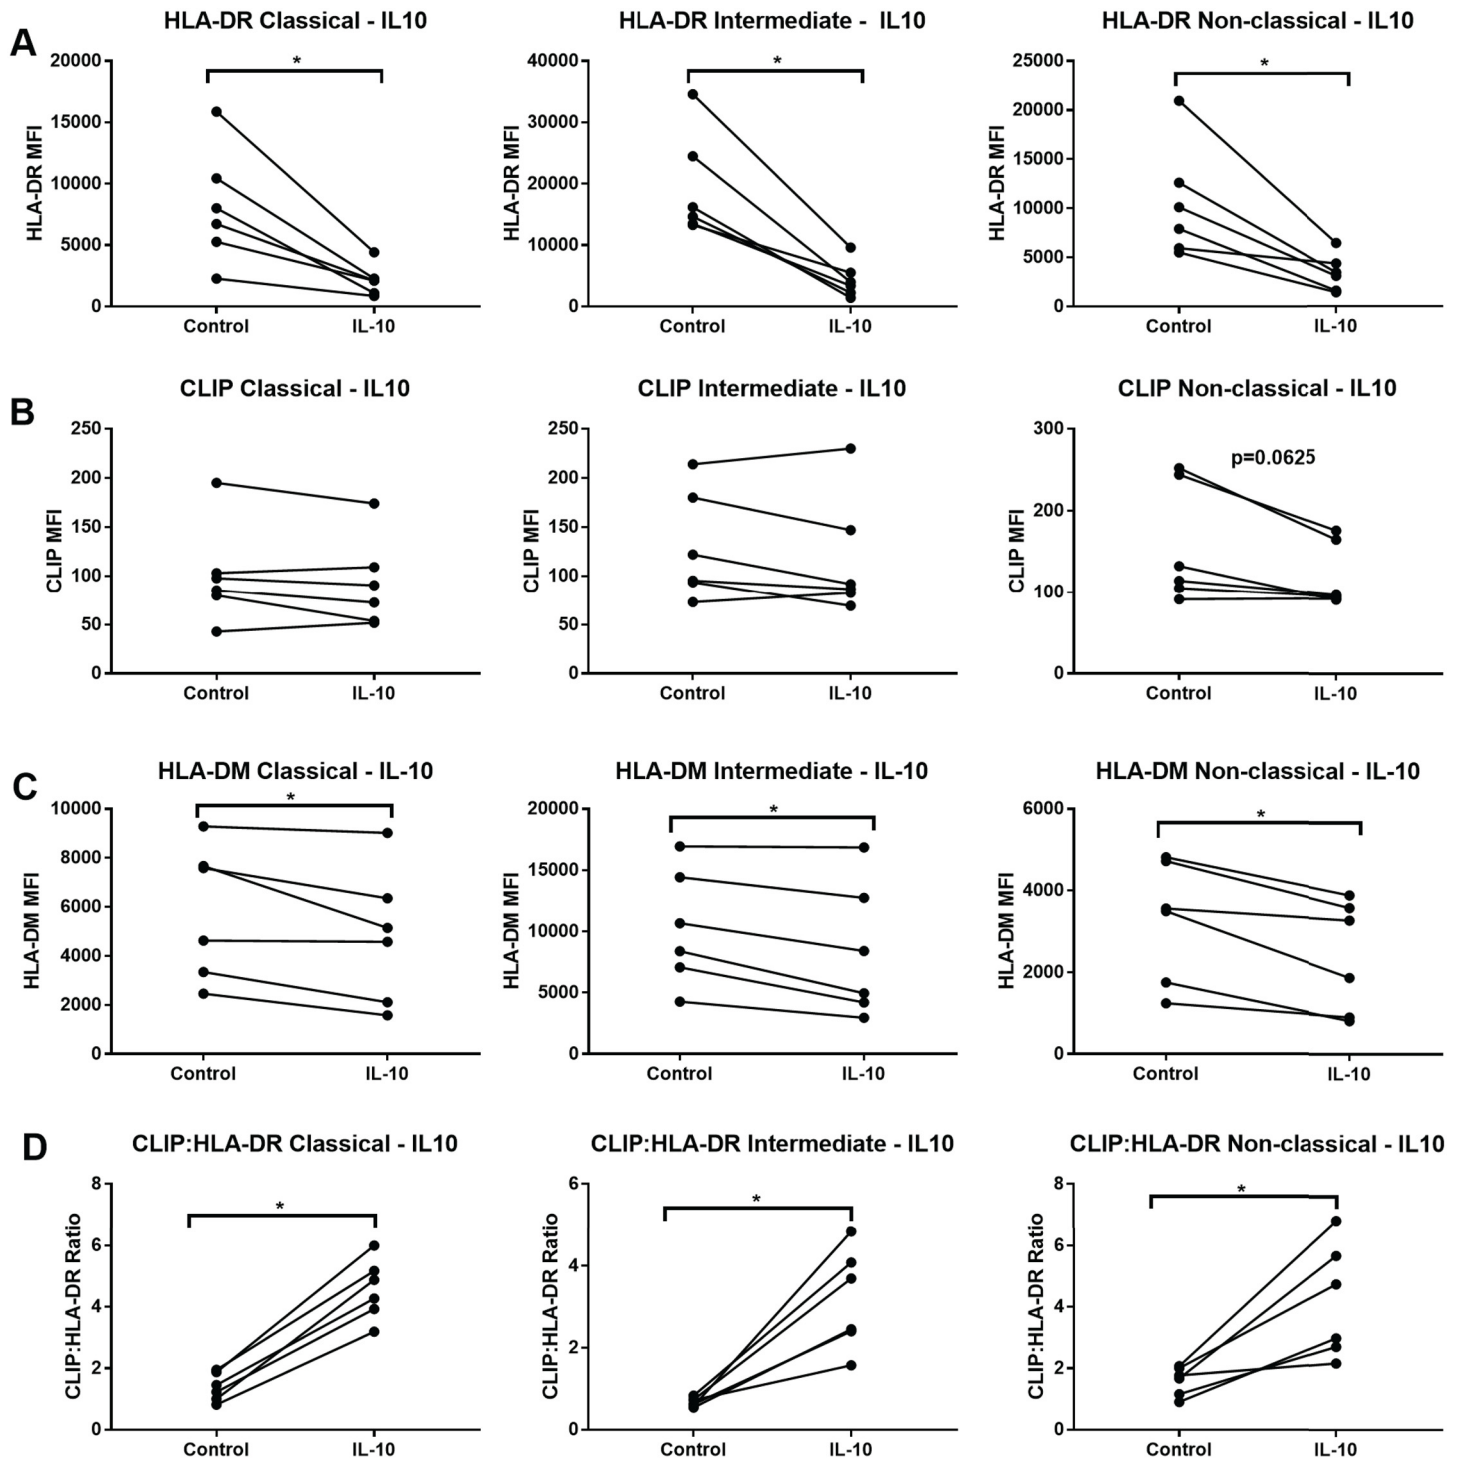 A
HLA-DR Classical - IL10
*
20000
15000
10000
5000
0
HLA-DR MFI
Control
IL-10
HLA-DR Intermediate - IL10
*
40000
30000
20000
10000
0
HLA-DR MFI
Control
IL-10
HLA-DR Non-classical - IL10
*
25000
20000
15000
10000
5000
0
HLA-DR MFI
Control
IL-10
B
CLIP Classical - IL10
250
200
150
100
50
0
CLIP MFI
Control
IL-10
CLIP Intermediate - IL10
250
200
150
100
50
0
CLIP MFI
Control
IL-10
CLIP Non-classical - IL10
p=0.0625
300
200
100
0
CLIP MFI
Control
IL-10
C
HLA-DM Classical - IL-10
*
10000
8000
6000
4000
2000
0
HLA-DM MFI
Control
IL-10
HLA-DM Intermediate - IL-10
*
20000
15000
10000
5000
0
HLA-DM MFI
Control
IL-10
HLA-DM Non-classical - IL-10
*
6000
4000
2000
0
HLA-DM MFI
Control
IL-10
D
CLIP:HLA-DR Classical - IL10
*
8
6
4
2
0
CLIP:HLA-DR Ratio
Control
IL-10
CLIP:HLA-DR Intermediate - IL10
*
6
4
2
0
CLIP:HLA-DR Ratio
Control
IL-10
CLIP:HLA-DR Non-classical - IL10
*
8
6
4
2
0
CLIP:HLA-DR Ratio
Control
IL-10